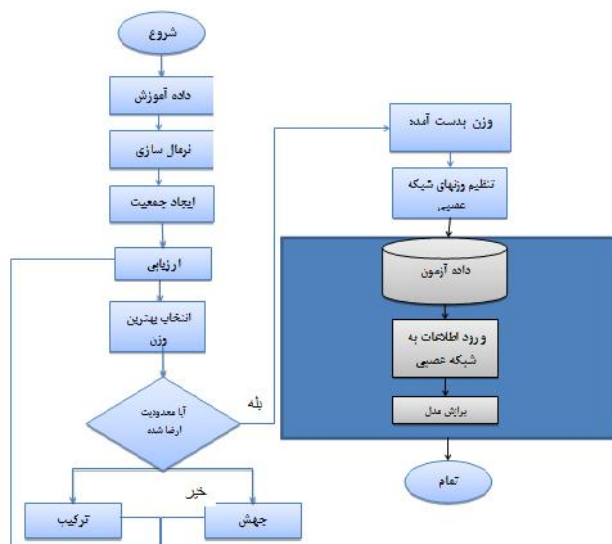 شروع
داده آموزش
نرمال سازی
ایجاد جمعیت
ارزیابی
انتخاب بهترین
وزن
آیا معدودیت
ارضا شده
بله
خیر
ترکیب
جهش
وزن بدست آمده
تنظیم وزنهای شبکه
عصبی
داده آزمون
ورود اطلاعات به
شبکه عصبی
برازش مدل
تمام